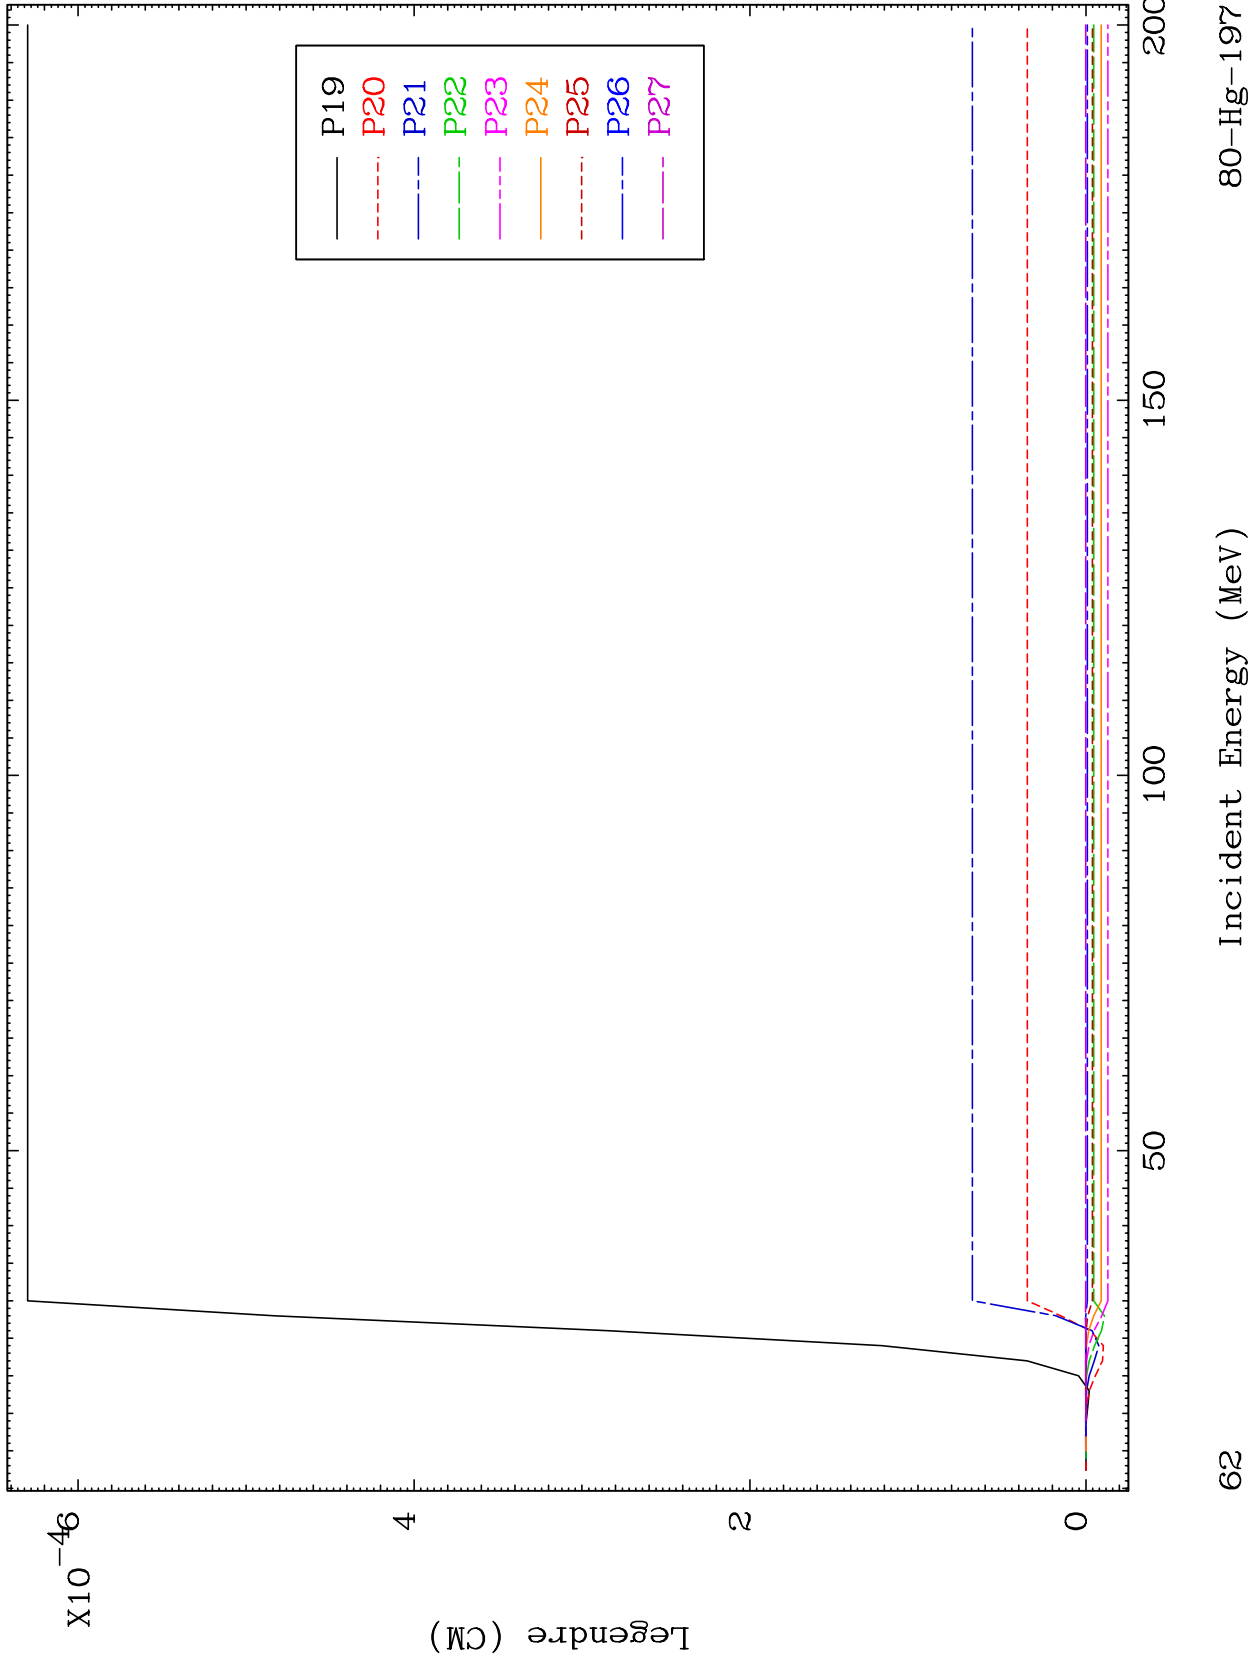 X10-4
6
4
2
0
Legendre (CM)
P19
P20
P21
P22
P23
P24
P25
P26
P27
50
100
150
200
Incident Energy (MeV)
62
80-Hg-197